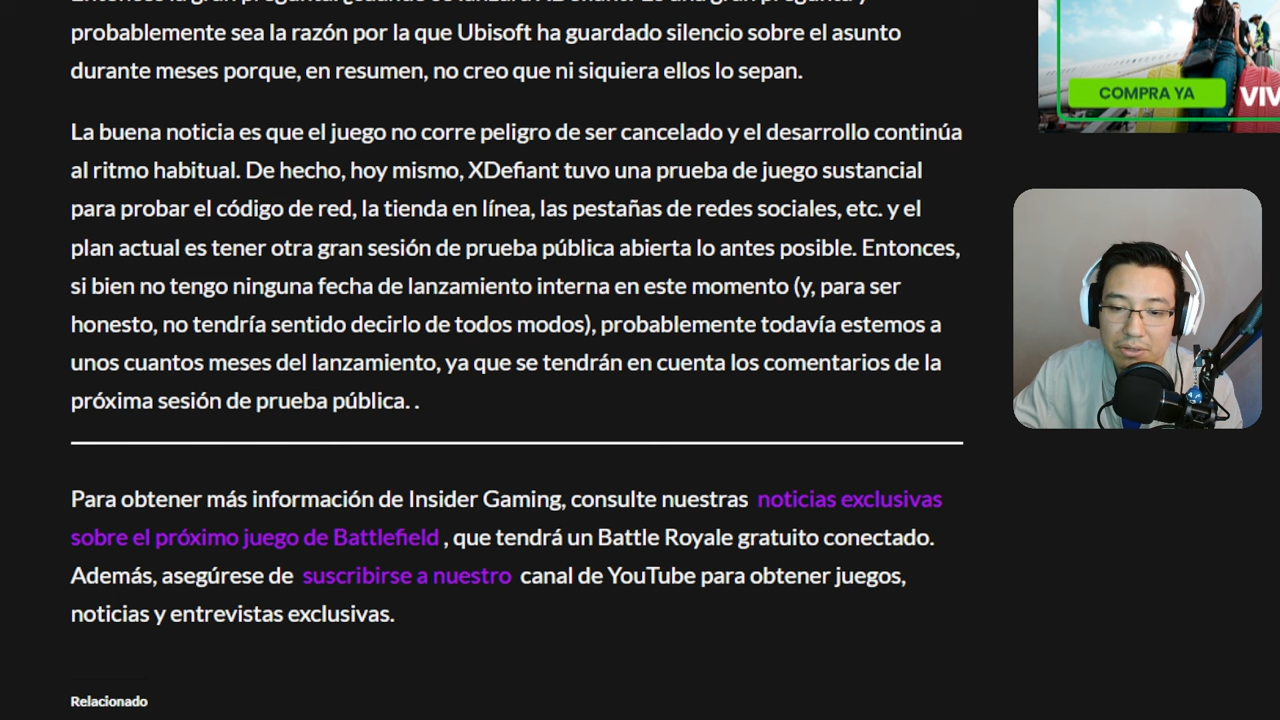 probablemente sea la razón por la que Ubisoft ha guardado silencio sobre el asunto
durante meses porque, en resumen, no creo que ni siquiera ellos lo sepan.
COMPRA YA
La buena noticia es que el juego no corre peligro de ser cancelado y el desarrollo continúa
al ritmo habitual. De hecho, hoy mismo, XDefiant tuvo una prueba de juego sustancial
para probar el código de red, la tienda en línea, las pestañas de redes sociales, etc. y el
plan actual es tener otra gran sesión de prueba pública abierta lo antes posible. Entonces,
si bien no tengo ninguna fecha de lanzamiento interna en este momento (y, para ser
honesto, no tendría sentido decirlo de todos modos), probablemente todavía estemos a
unos cuantos meses del lanzamiento, ya que se tendrán en cuenta los comentarios de la
próxima sesión de prueba pública. .
Para obtener más información de Insider Gaming, consulte nuestras noticias exclusivas
sobre el próximo juego de Battlefield , que tendrá un Battle Royale gratuito conectado.
Además, asegúrese de suscribirse a nuestro canal de YouTube para obtener juegos,
noticias y entrevistas exclusivas.
Relacionado